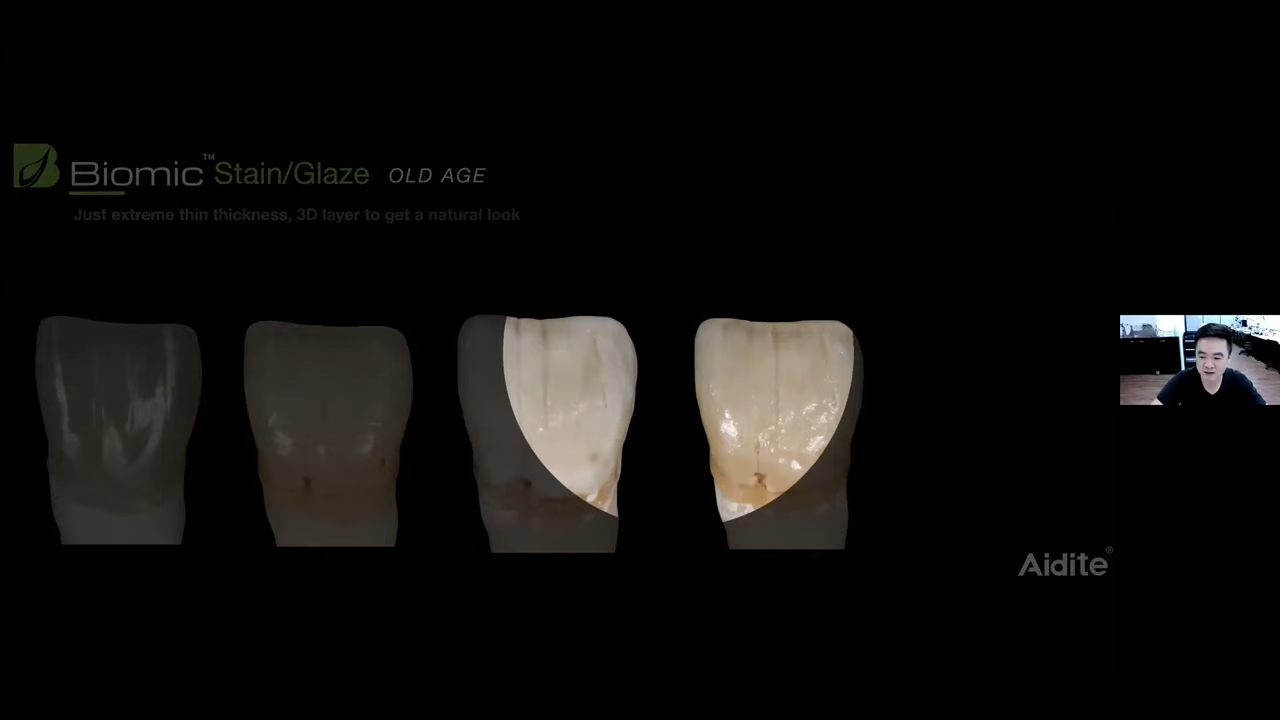 Biomic™ Stain/Glaze OLD AGE
Just extreme thin thickness, 3D layer to get a natural look
Aidite®